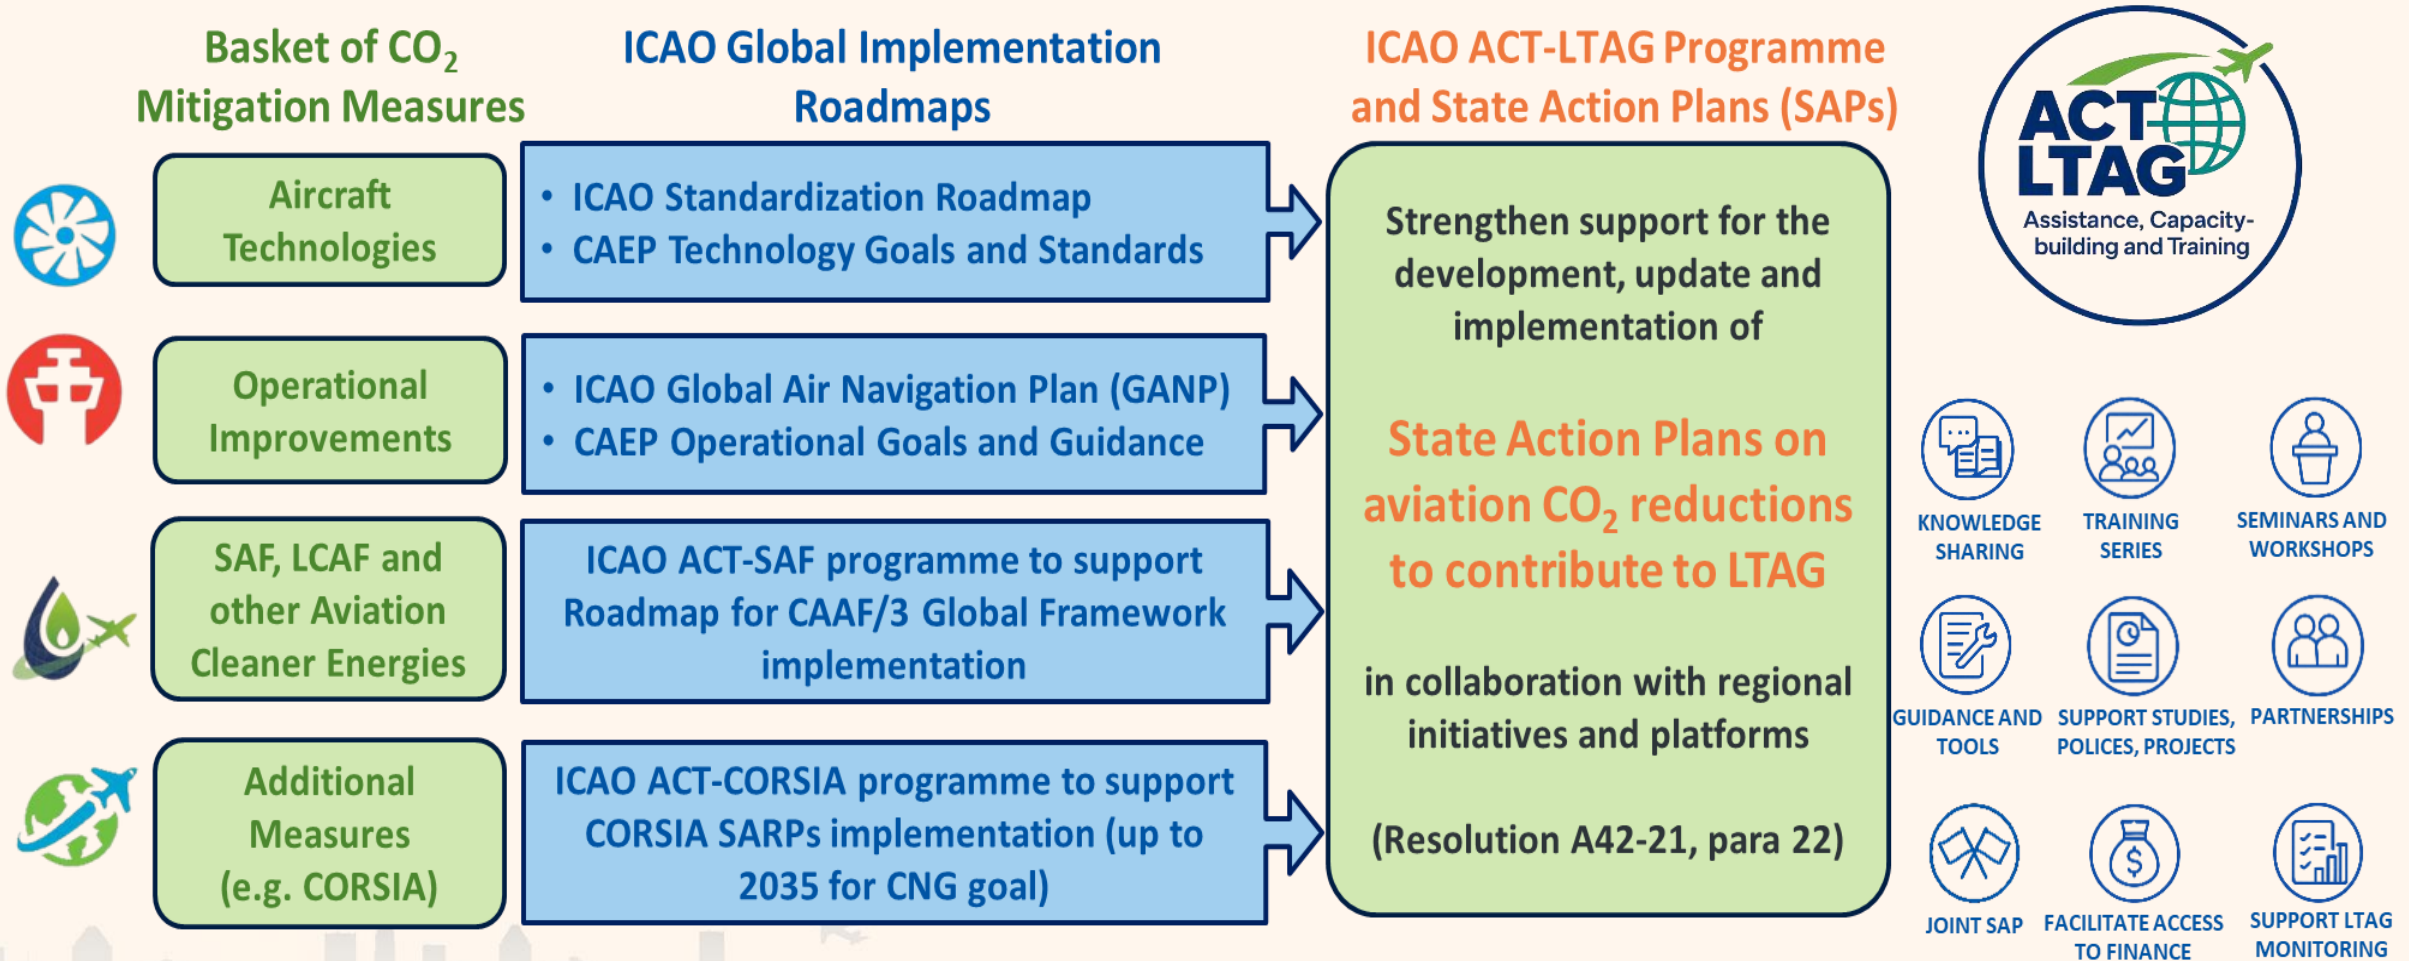 Basket of CO₂
Mitigation Measures
ICAO Global Implementation
Roadmaps
ICAO ACT-LTAG Programme
and State Action Plans (SAPs)
Aircraft
Technologies
• ICAO Standardization Roadmap
• CAEP Technology Goals and Standards
Operational
Improvements
• ICAO Global Air Navigation Plan (GANP)
• CAEP Operational Goals and Guidance
SAF, LCAF and
other Aviation
Cleaner Energies
ICAO ACT-SAF programme to support
Roadmap for CAAF/3 Global Framework
implementation
Additional
Measures
(e.g. CORSIA)
ICAO ACT-CORSIA programme to support
CORSIA SARPs implementation (up to
2035 for CNG goal)
Strengthen support for the
development, update and
implementation of
State Action Plans on
aviation CO₂ reductions
to contribute to LTAG
in collaboration with regional
initiatives and platforms
(Resolution A42-21, para 22)
ACT
LTAG
Assistance, Capacity-
building and Training
KNOWLEDGE
SHARING
TRAINING
SERIES
SEMINARS AND
WORKSHOPS
GUIDANCE AND
TOOLS
SUPPORT STUDIES,
POLICES, PROJECTS
PARTNERSHIPS
JOINT SAP
FACILITATE ACCESS
TO FINANCE
SUPPORT LTAG
MONITORING